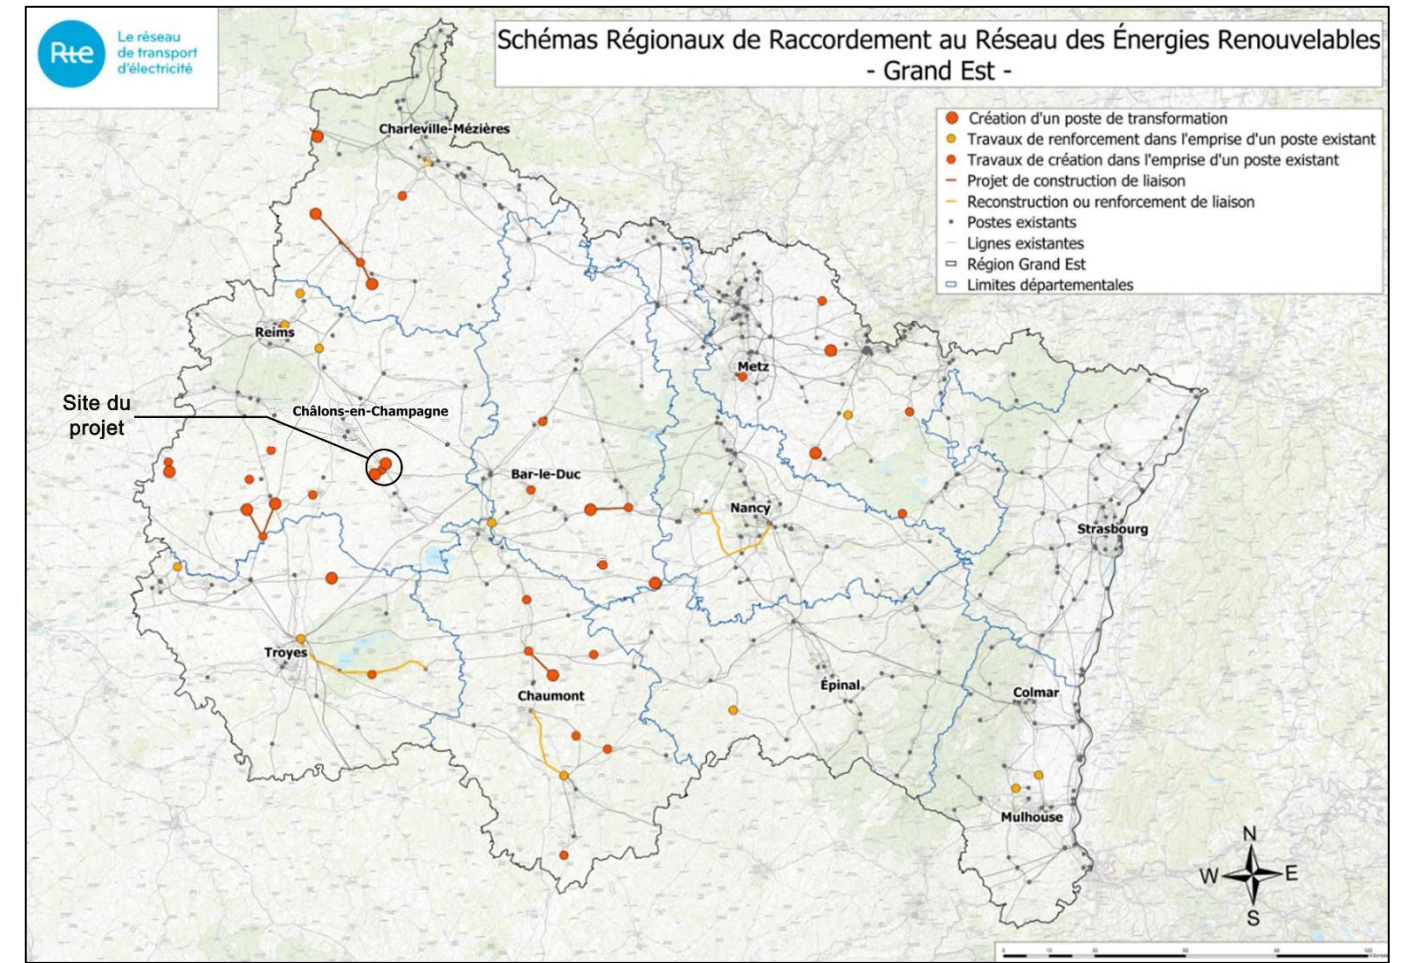 Rte
Le réseau
de transport
d'électricité
Schémas Régionaux de Raccordement au Réseau des Énergies Renouvelables
- Grand Est -
Création d'un poste de transformation
Travaux de renforcement dans l'emprise d'un poste existant
Travaux de création dans l'emprise d'un poste existant
Projet de construction de liaison
Reconstruction ou renforcement de liaison
Postes existants
Lignes existantes
Région Grand Est
Limites départementales
Charleville-Mézières
Reims
Metz
Site du
projet
Châlons-en-Champagne
Bar-le-Duc
Nancy
Strasbourg
Troyes
Chaumont
Épinal
Colmar
Mulhouse
N
W
E
S